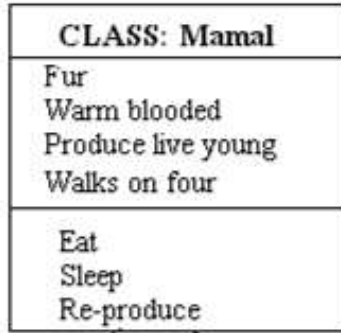 CLASS: Mamal
Fur
Warm blooded
Produce live young
Walks on four
Eat
Sleep
Re-produce